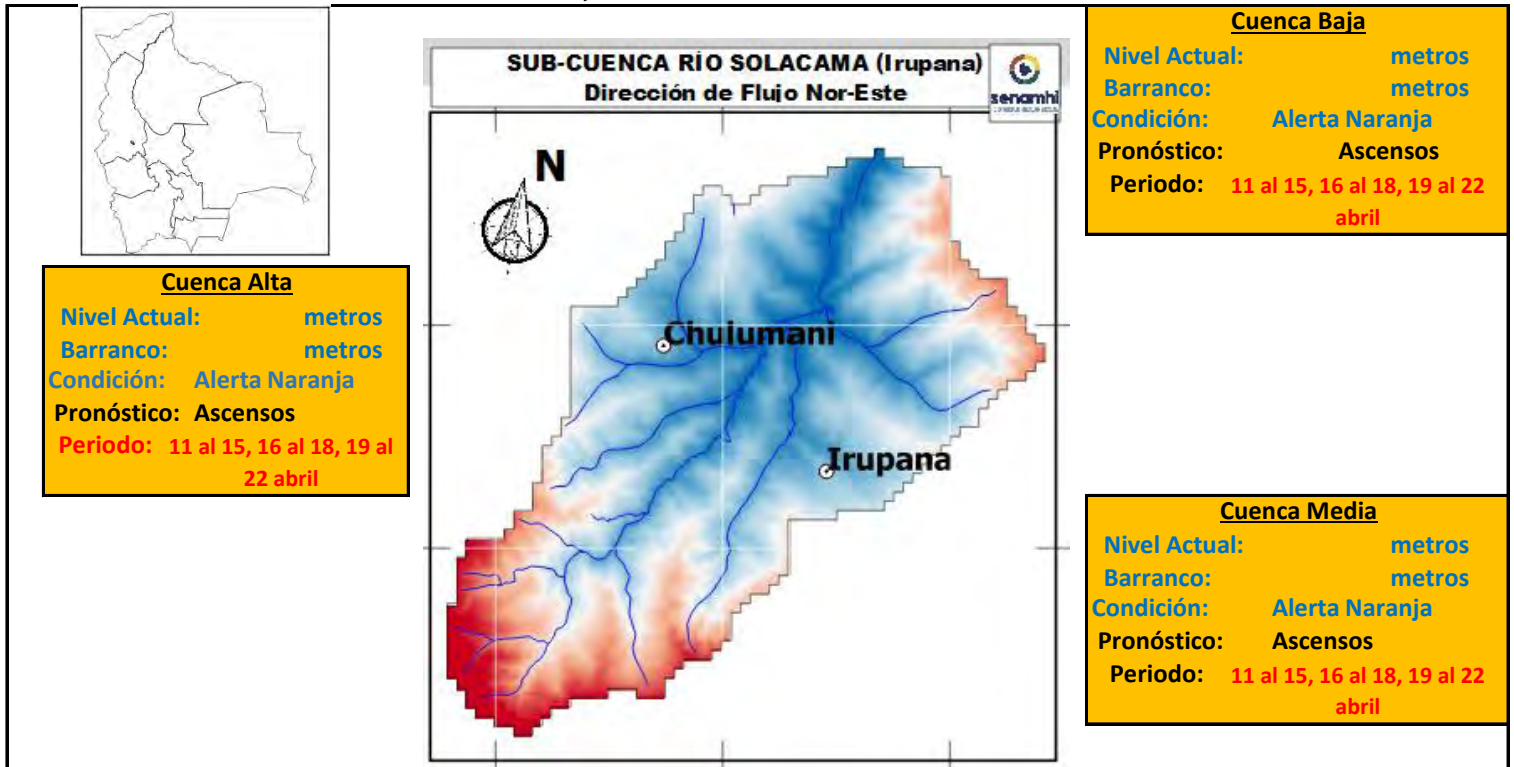 SUB-CUENCA RÍO SOLACAMA (Irupana)
Dirección de Flujo Nor-Este
senamhi
N
Chulumani
Irupana
Cuenca Alta
Nivel Actual: metros
Barranco: metros
Condición: Alerta Naranja
Pronóstico: Ascensos
Periodo: 11 al 15, 16 al 18, 19 al
22 abril
Cuenca Baja
Nivel Actual: metros
Barranco: metros
Condición: Alerta Naranja
Pronóstico: Ascensos
Periodo: 11 al 15, 16 al 18, 19 al 22
abril
Cuenca Media
Nivel Actual: metros
Barranco: metros
Condición: Alerta Naranja
Pronóstico: Ascensos
Periodo: 11 al 15, 16 al 18, 19 al 22
abril